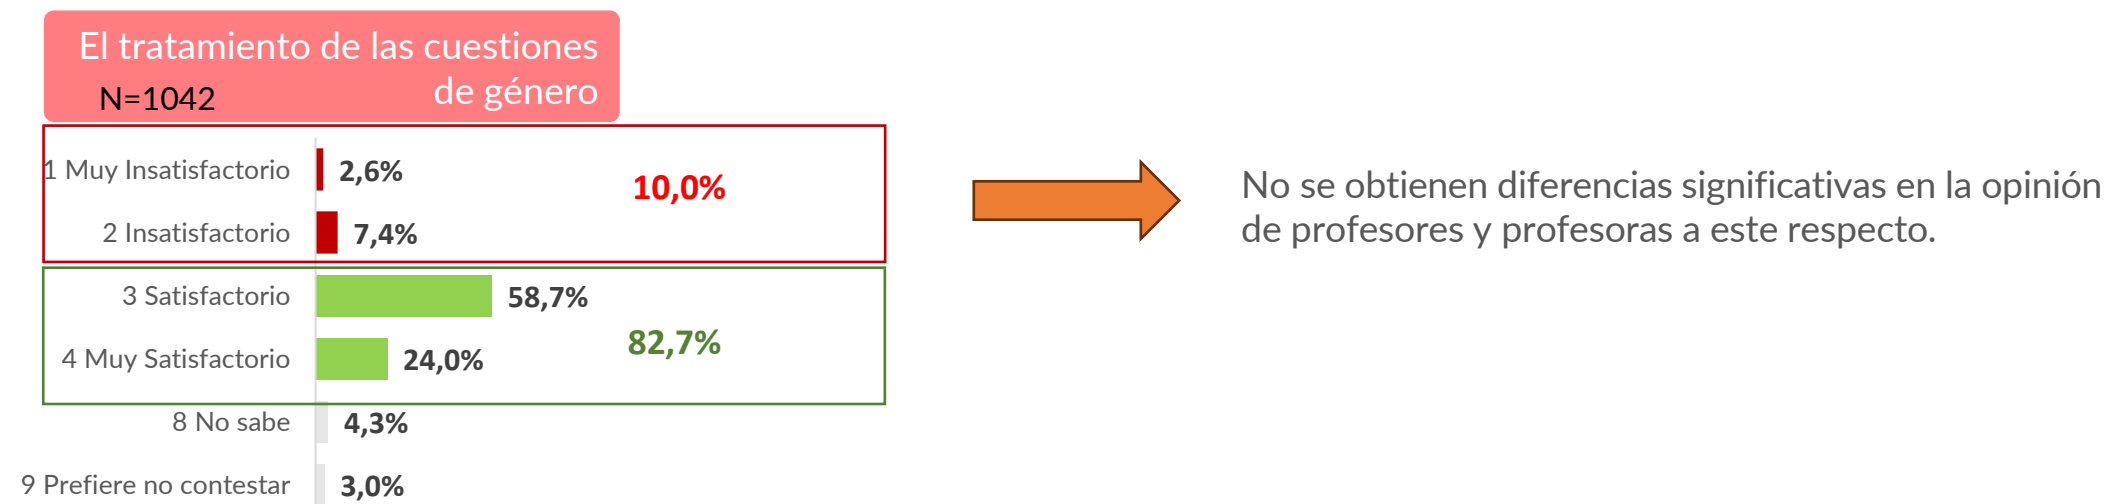 El tratamiento de las cuestiones
de género
N=1042
1 Muy Insatisfactorio 2,6%
10,0%
2 Insatisfactorio 7,4%
3 Satisfactorio 58,7%
82,7%
4 Muy Satisfactorio 24,0%
8 No sabe 4,3%
9 Prefiere no contestar 3,0%
No se obtienen diferencias significativas en la opinión
de profesores y profesoras a este respecto.